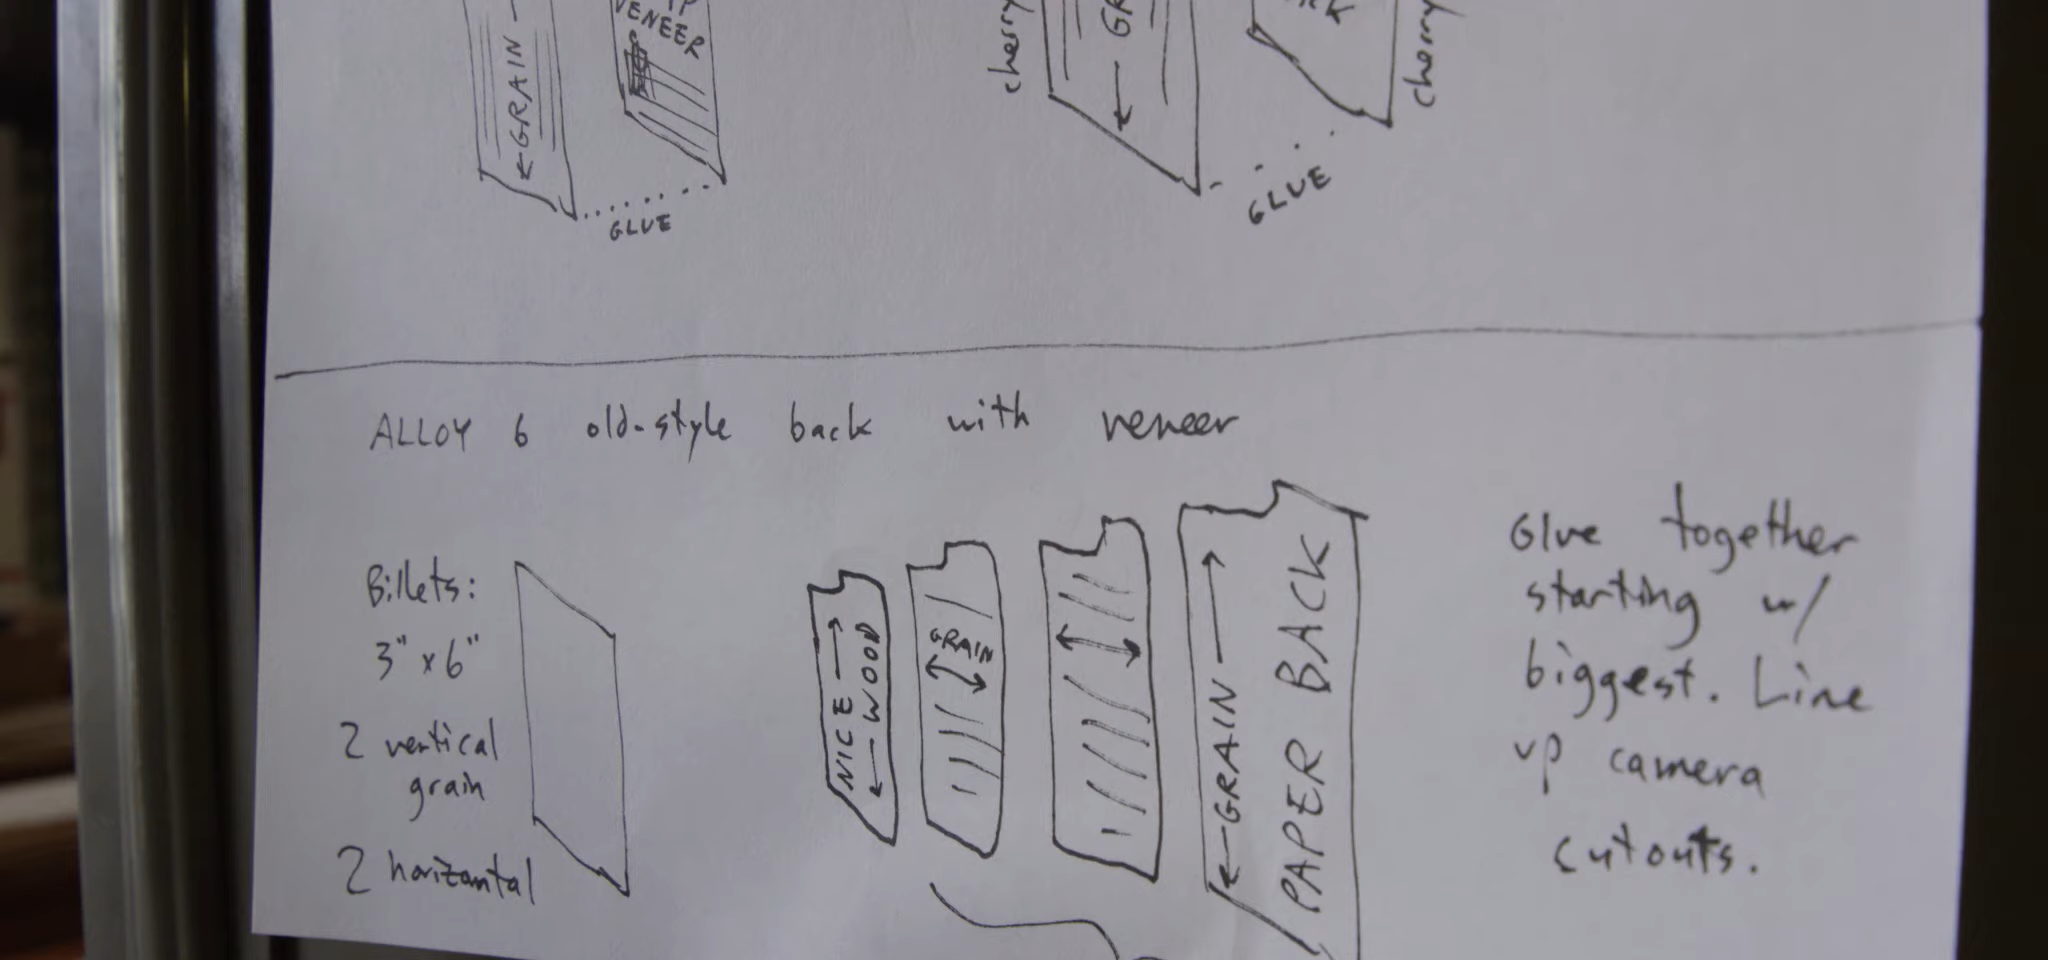 ← GRAIN →
VENEER
GLUE
cherry
← GR
cherry
GLUE
ALLOY 6 old-style back with veneer
Billets:
3" x 6"
2 vertical
grain
2 horizontal
NICE →
← WOOD
GRAIN
← GRAIN →
PAPER BACK
Glue together
starting w/
biggest. Line
up camera
cutouts.